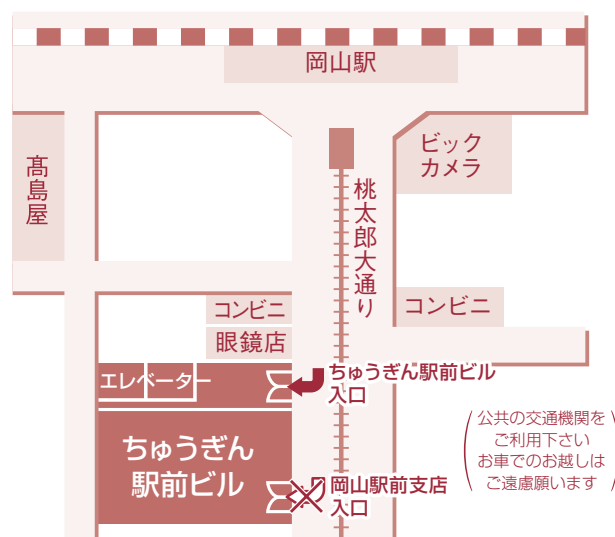 岡山駅
髙島屋
ビック
カメラ
桃太郎大通り
コンビニ
眼鏡店
コンビニ
エレベーター
ちゅうぎん駅前ビル
入口
ちゅうぎん
駅前ビル
岡山駅前支店
入口
公共の交通機関を
ご利用下さい
お車でのお越しは
ご遠慮願います